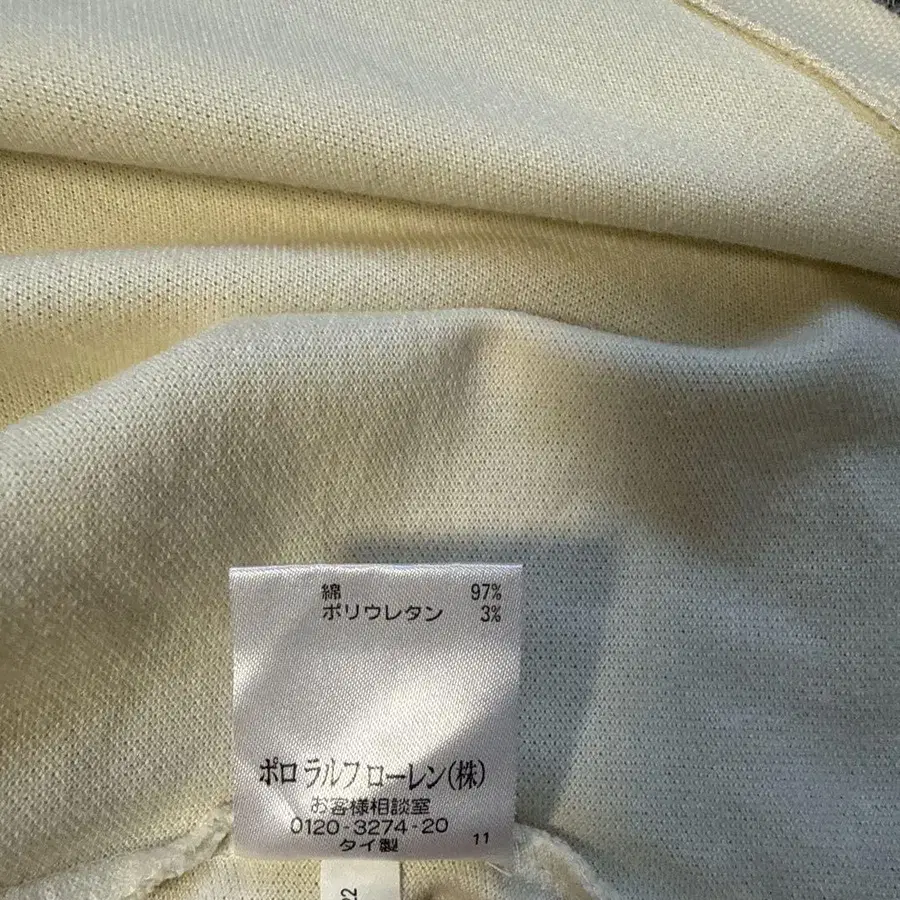 綿 97%
ポリウレタン 3%
ポロ ラルフ ローレン(株)
お客様相談室
0120-3274-20
タイ製 11
22